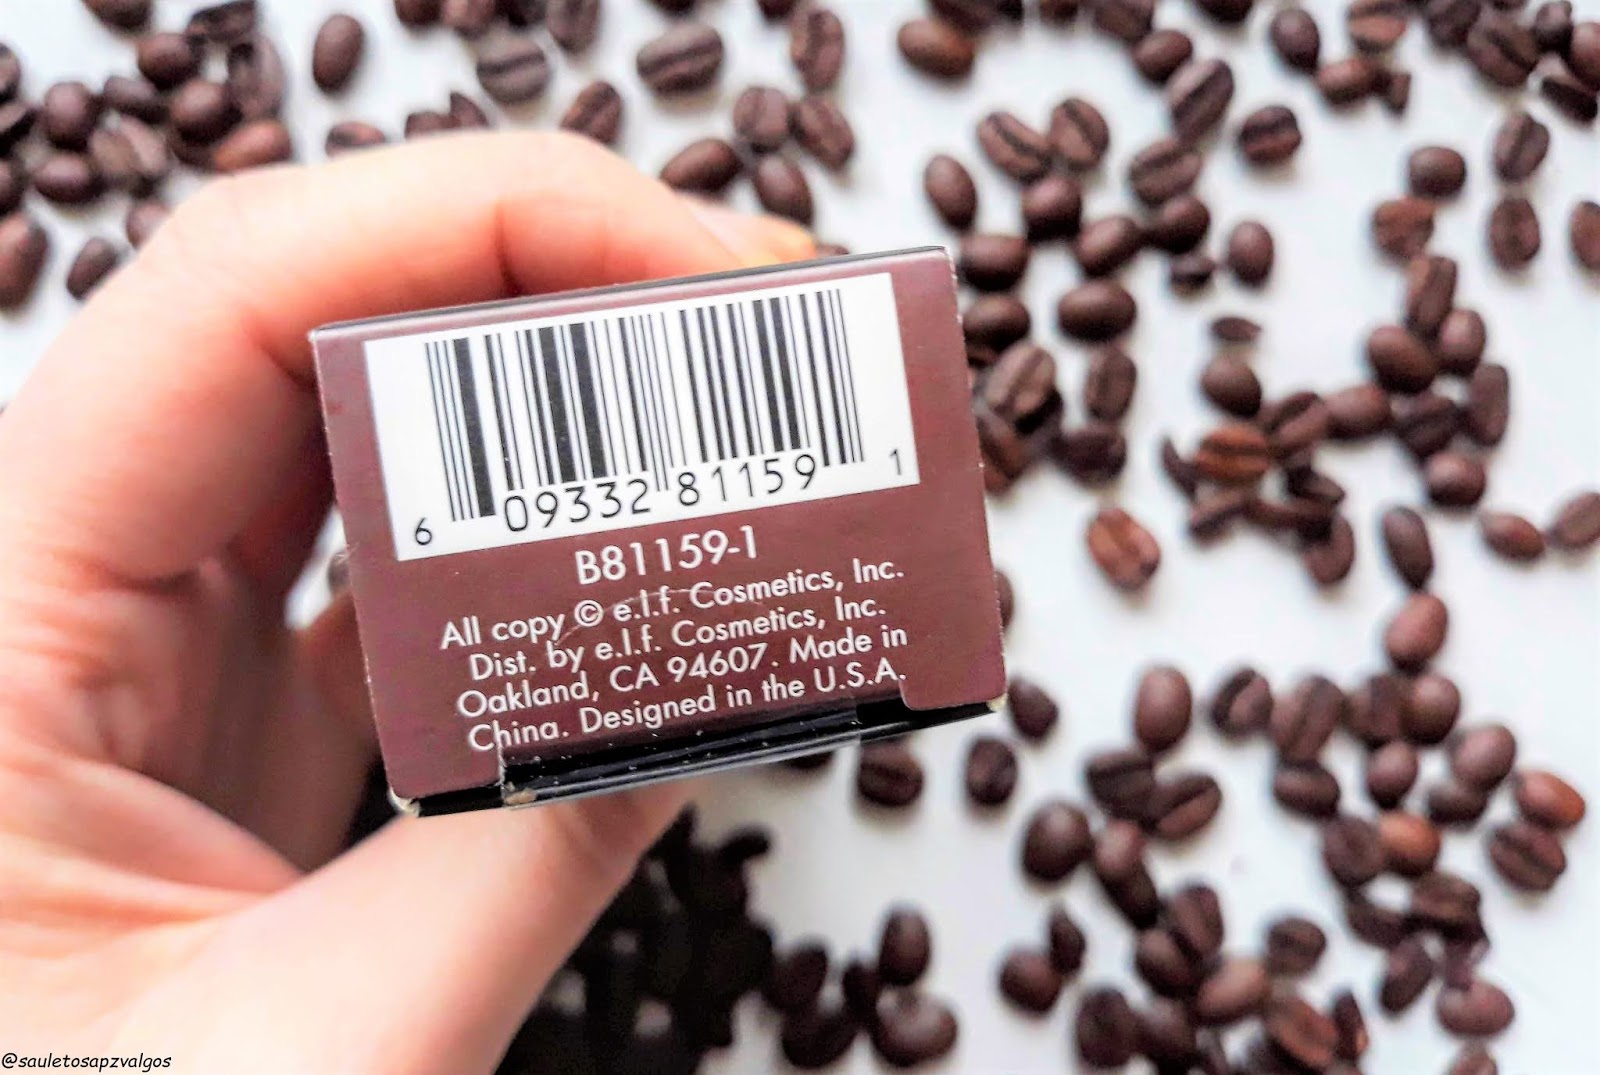 6 09332 81159 1
B81159-1
All copy © e.l.f. Cosmetics, Inc.
Dist. by e.l.f. Cosmetics, Inc.
Oakland, CA 94607. Made in
China. Designed in the U.S.A.
@sauletosapzvalgos